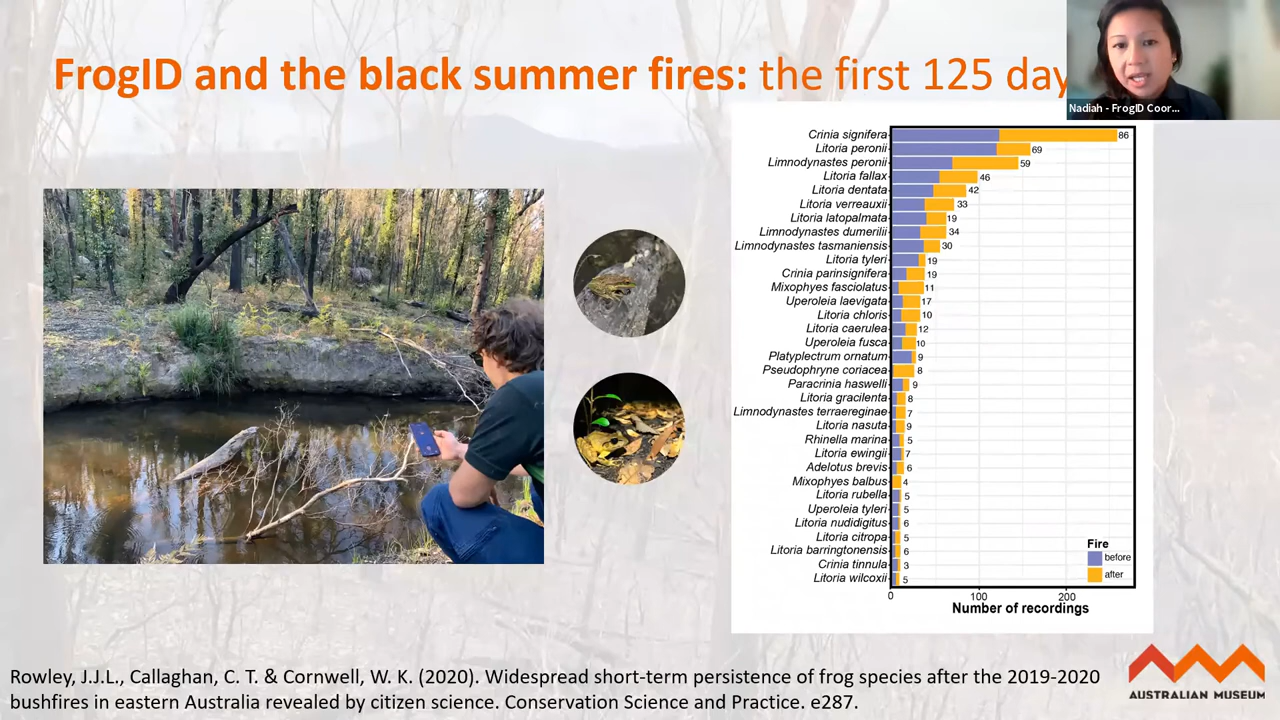 FrogID and the black summer fires: the first 125 day
Nadiah - FrogID Coor...
Crinia signifera 86
Litoria peronii 69
Limnodynastes peronii 59
Litoria fallax 46
Litoria dentata 42
Litoria verreauxii 33
Litoria latopalmata 19
Limnodynastes dumerilii 34
Limnodynastes tasmaniensis 30
Litoria tyleri 19
Crinia parinsignifera 19
Mixophyes fasciolatus 11
Uperoleia laevigata 17
Litoria chloris 10
Litoria caerulea 12
Uperoleia fusca 10
Platyplectrum ornatum 9
Pseudophryne coriacea 8
Paracrinia haswelli 9
Litoria gracilenta 8
Limnodynastes terraereginae 7
Litoria nasuta 9
Rhinella marina 5
Litoria ewingii 7
Adelotus brevis 6
Mixophyes balbus 4
Litoria rubella 5
Uperoleia tyleri 5
Litoria nudidigitus 6
Litoria citropa 5
Litoria barringtonensis 6
Crinia tinnula 3
Litoria wilcoxii 5
Fire
before
after
0 100 200
Number of recordings
Rowley, J.J.L., Callaghan, C. T. & Cornwell, W. K. (2020). Widespread short-term persistence of frog species after the 2019-2020
bushfires in eastern Australia revealed by citizen science. Conservation Science and Practice. e287.
AUSTRALIAN MUSEUM